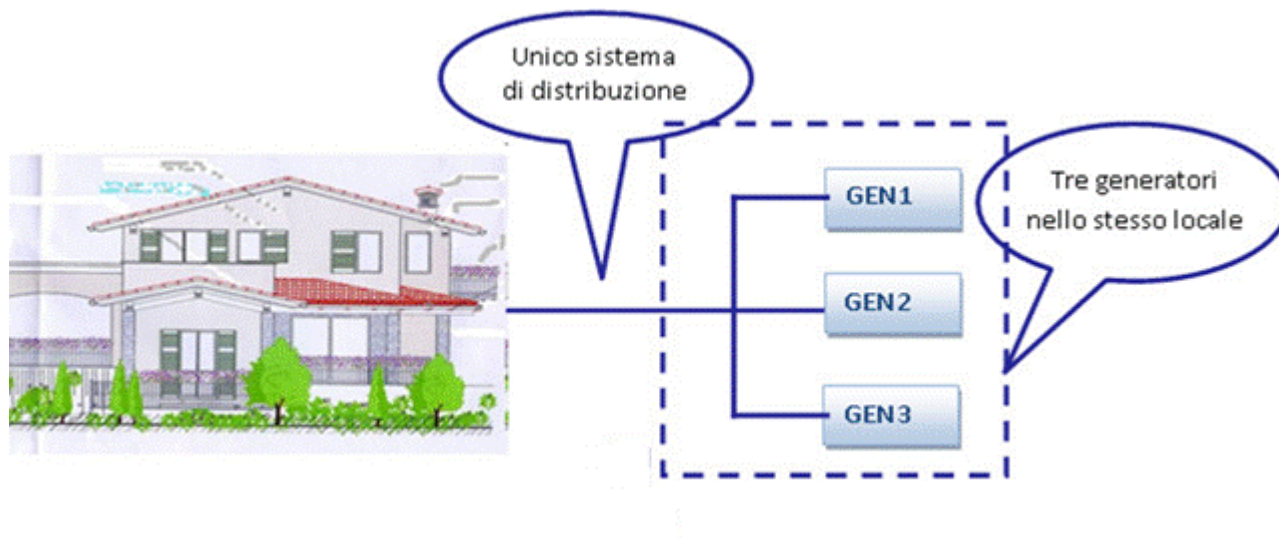 Unico sistema
di distribuzione
GEN1
Tre generatori
nello stesso locale
GEN2
GEN3